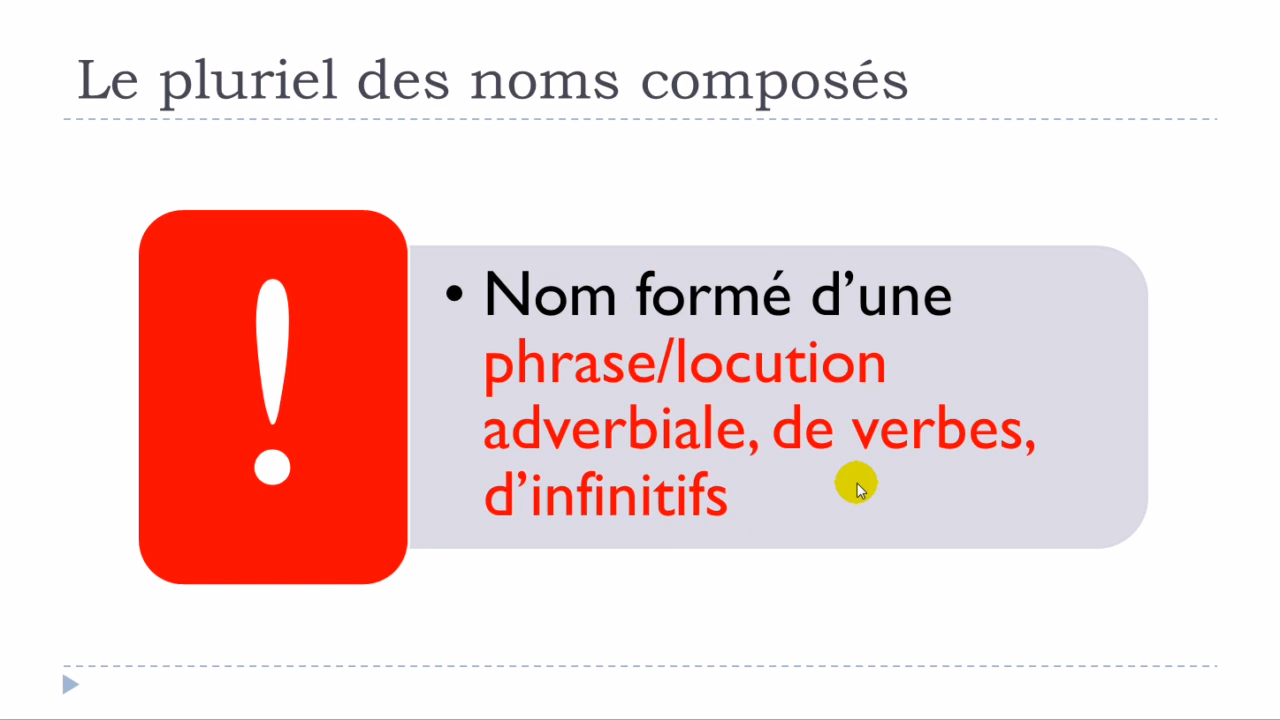 Le pluriel des noms composés
!
• Nom formé d’une
phrase/locution
adverbiale, de verbes,
d’infinitifs